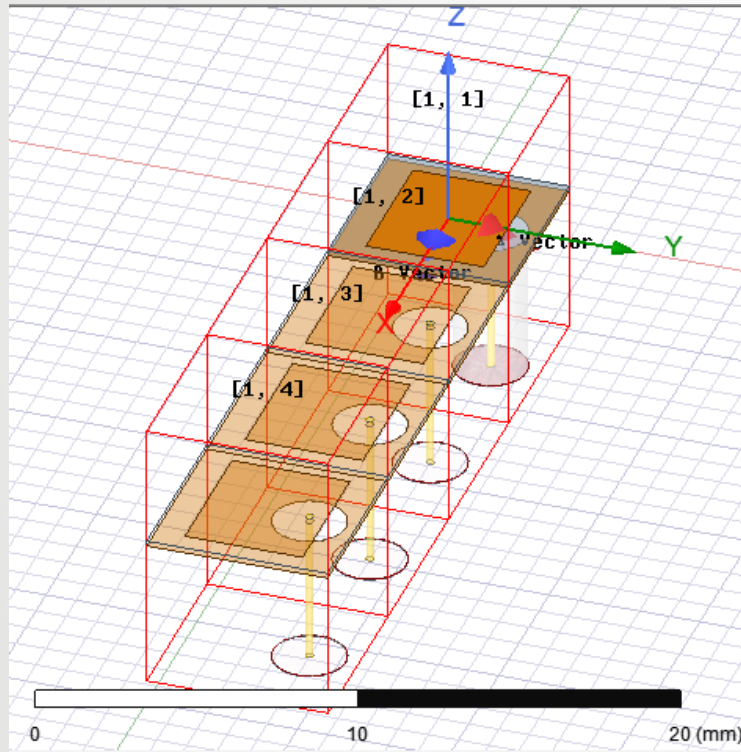 Z
[1, 1]
[1, 2]
A Vector
Y
B Vector
[1, 3]
X
[1, 4]
0
10
20 (mm)